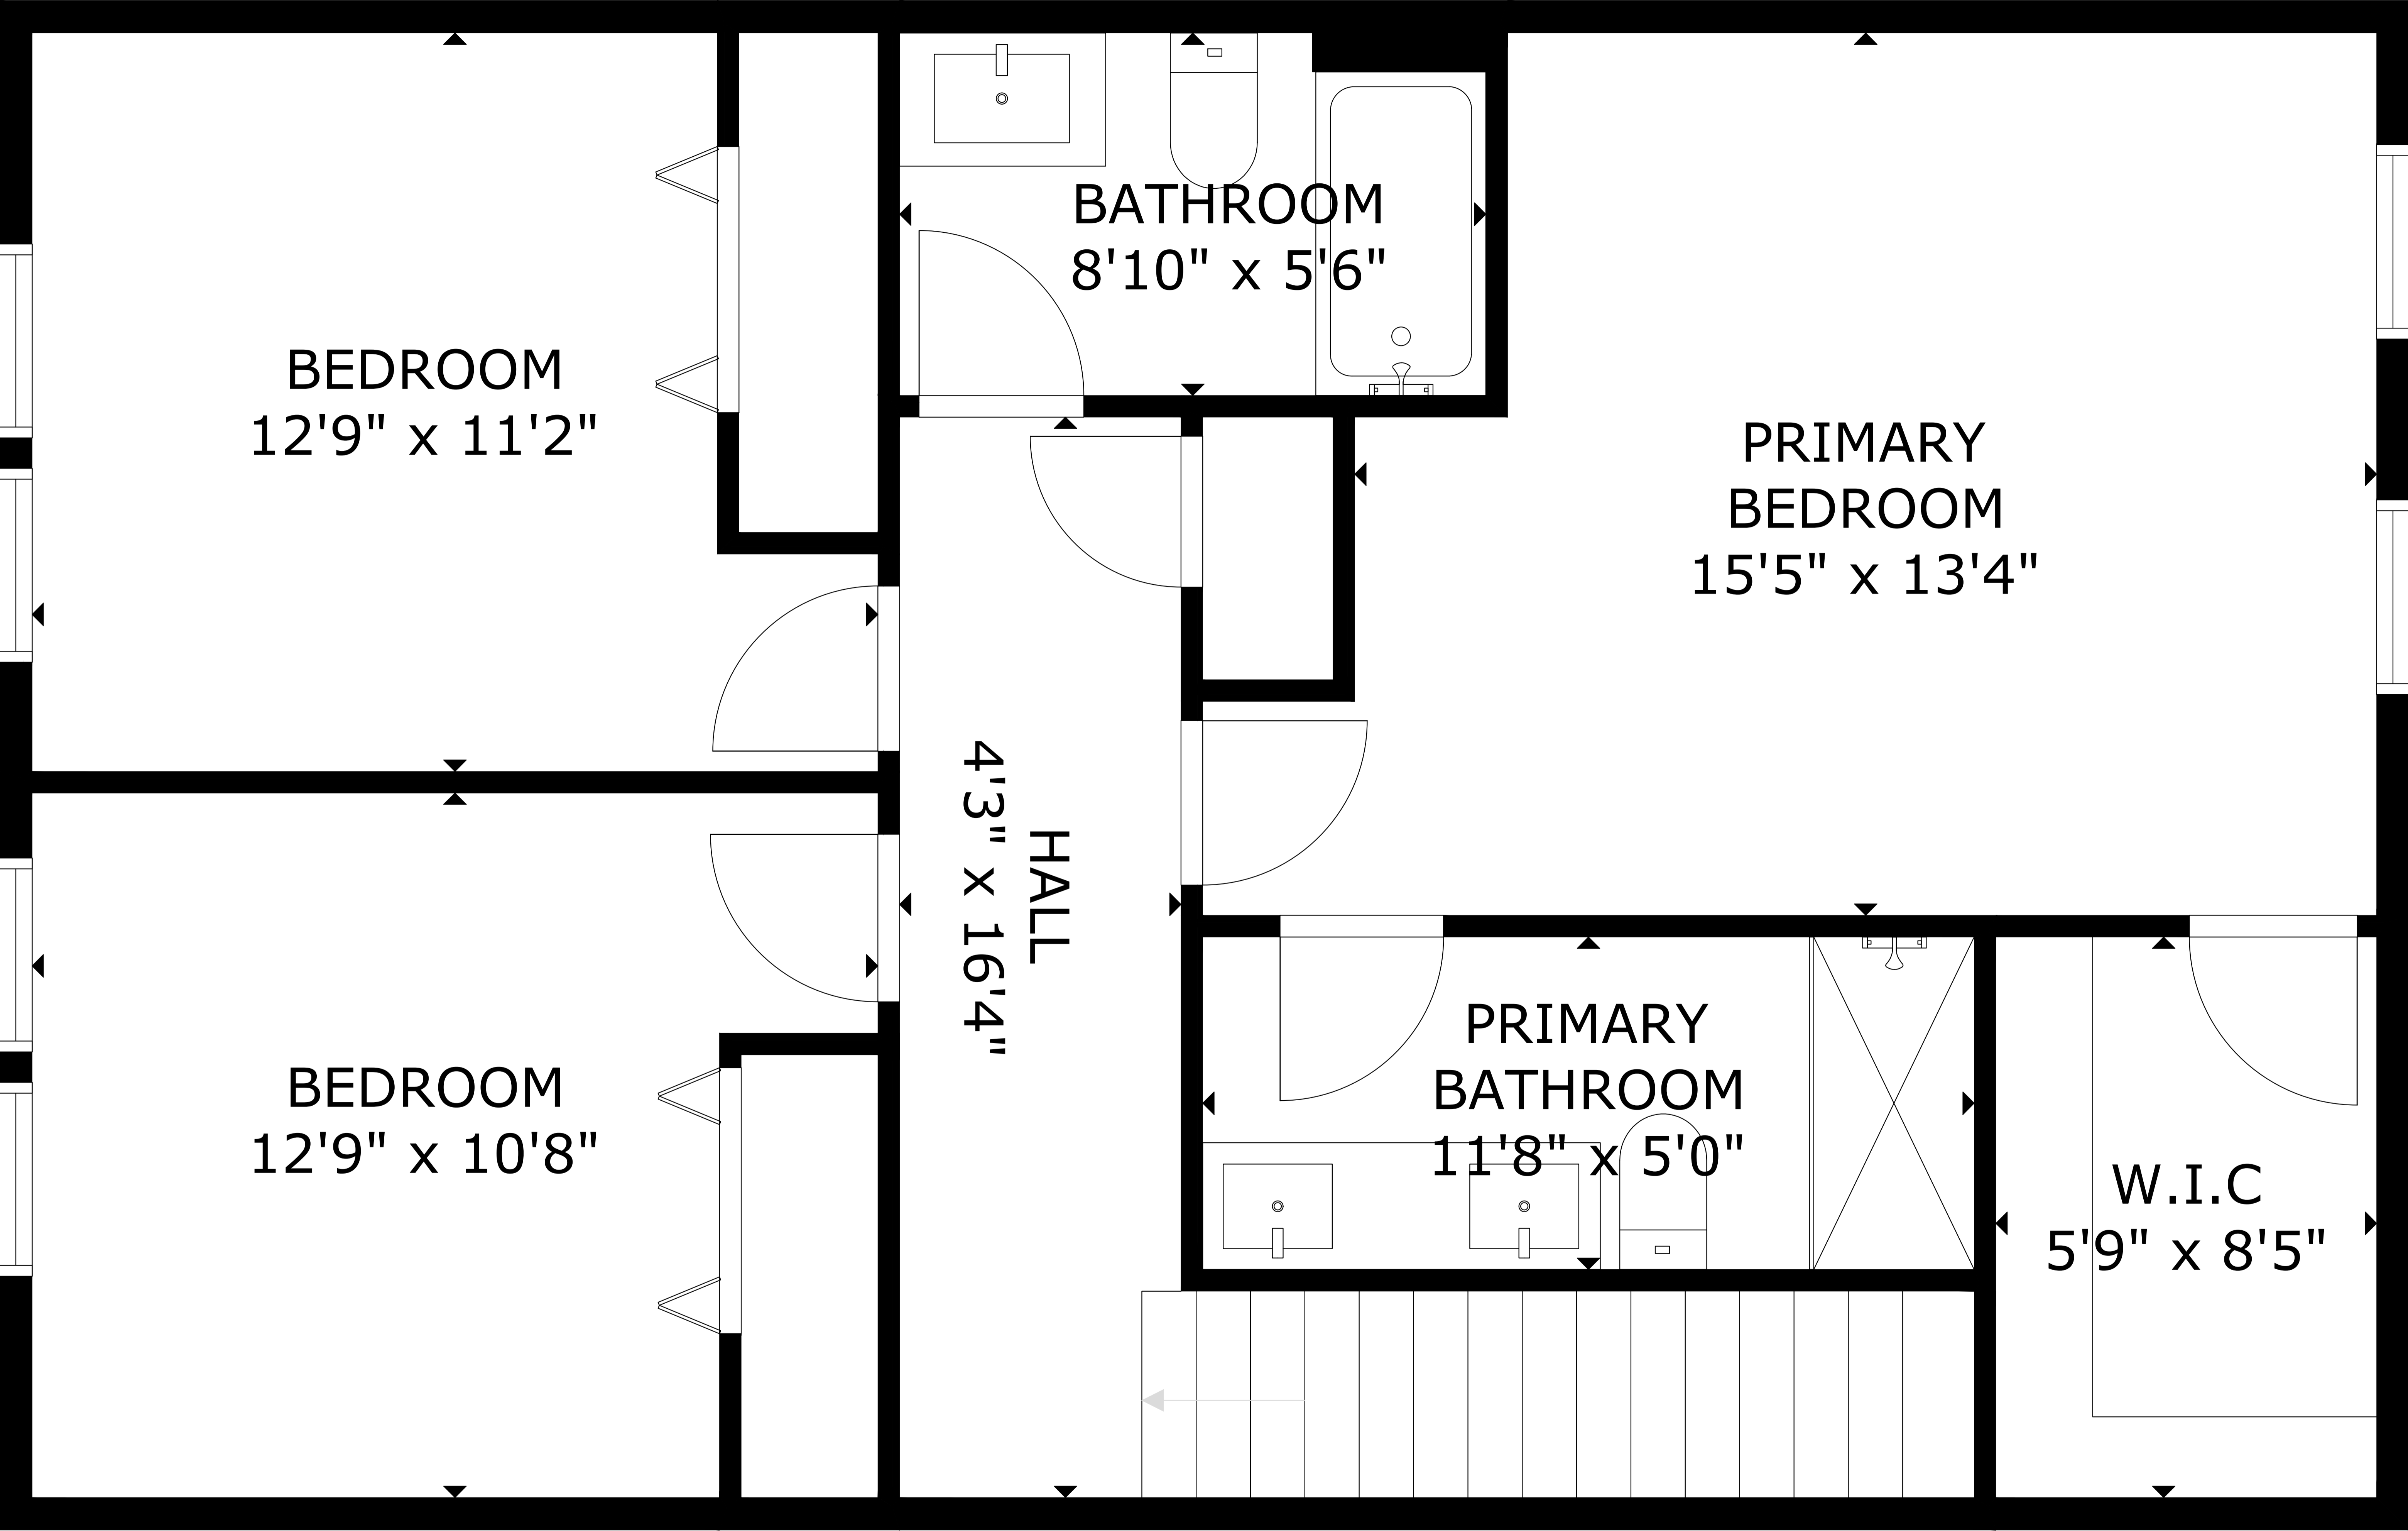 BATHROOM
8'10" x 5'6"
BEDROOM
12'9" x 11'2"
PRIMARY
BEDROOM
15'5" x 13'4"
HALL
4'3" x 16'4"
PRIMARY
BATHROOM
11'8" x 5'0"
BEDROOM
12'9" x 10'8"
W.I.C
5'9" x 8'5"